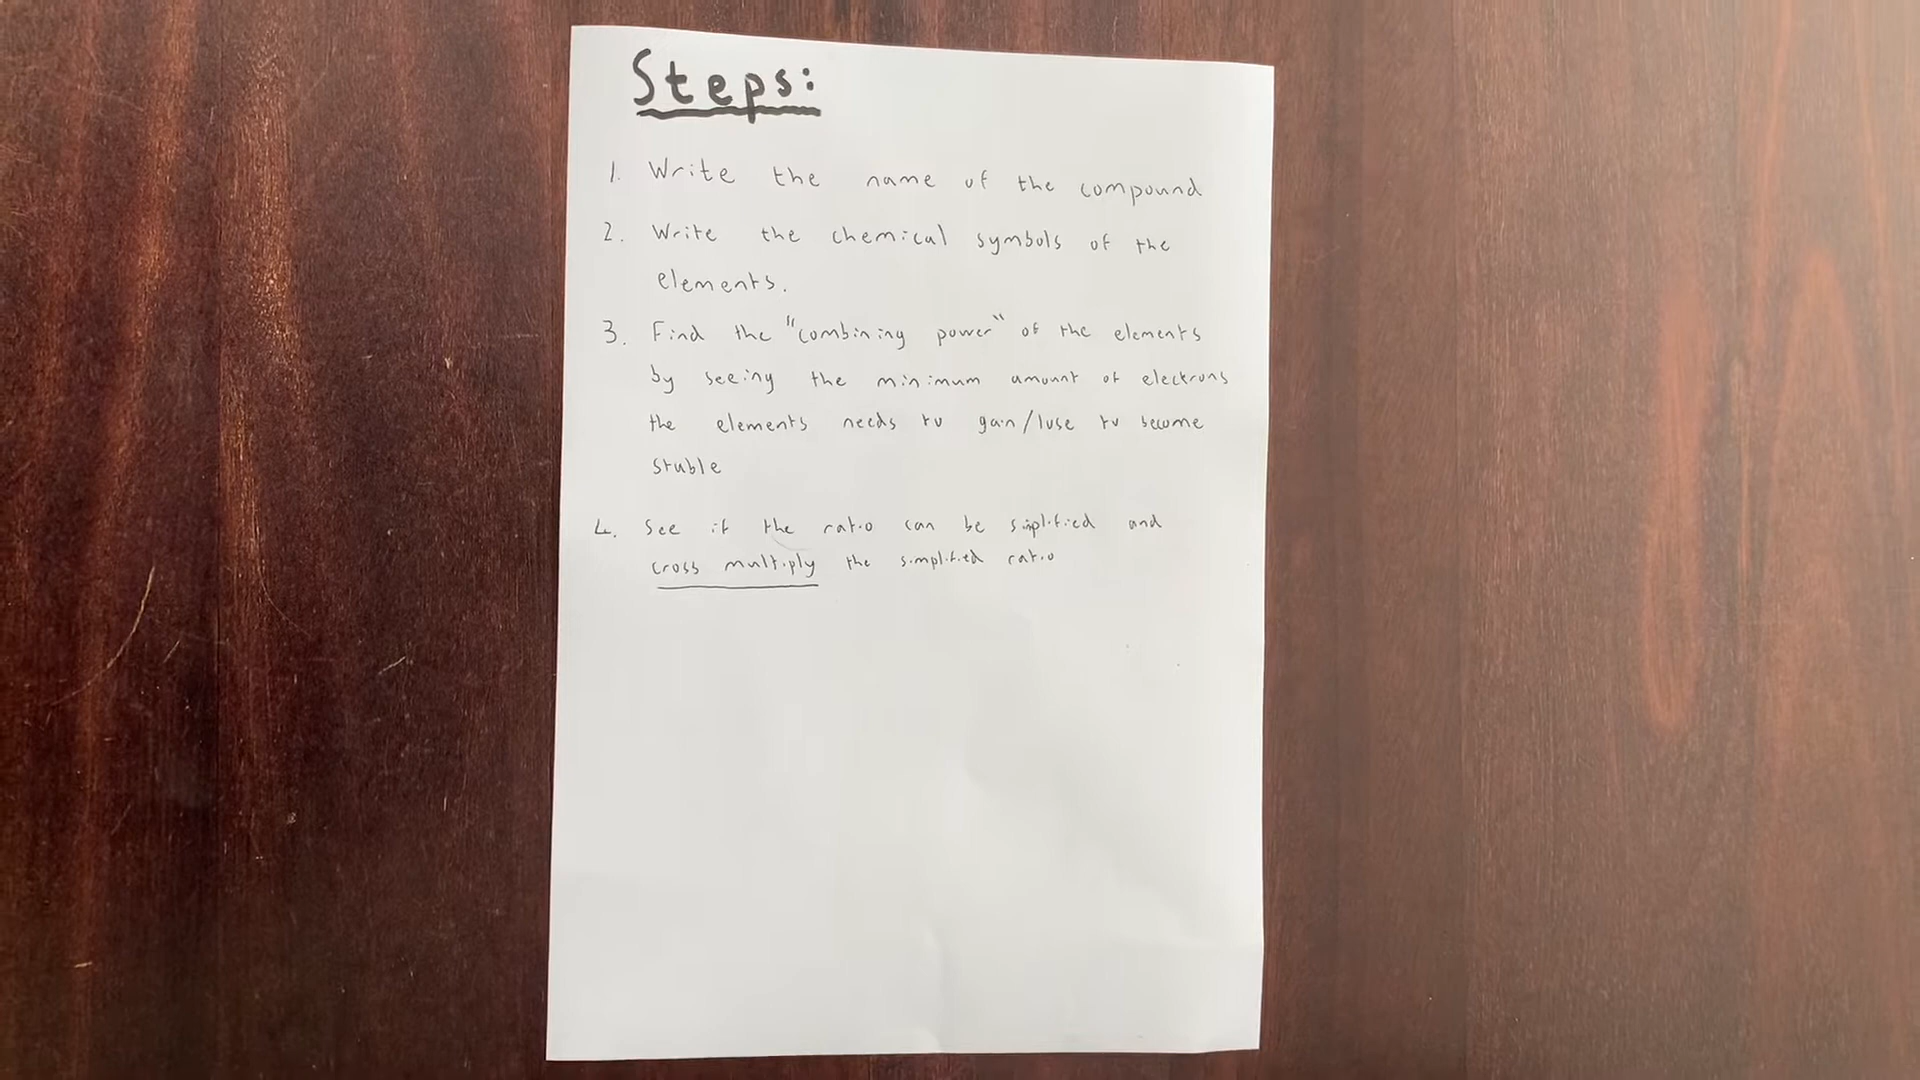 Steps:
1. Write the name of the compound
2. Write the chemical symbols of the
elements.
3. Find the "combining power" of the elements
by seeing the minimum amount of electrons
the elements needs to gain/lose to become
stable
4. See if the ratio can be simplified and
cross multiply the simplified ratio